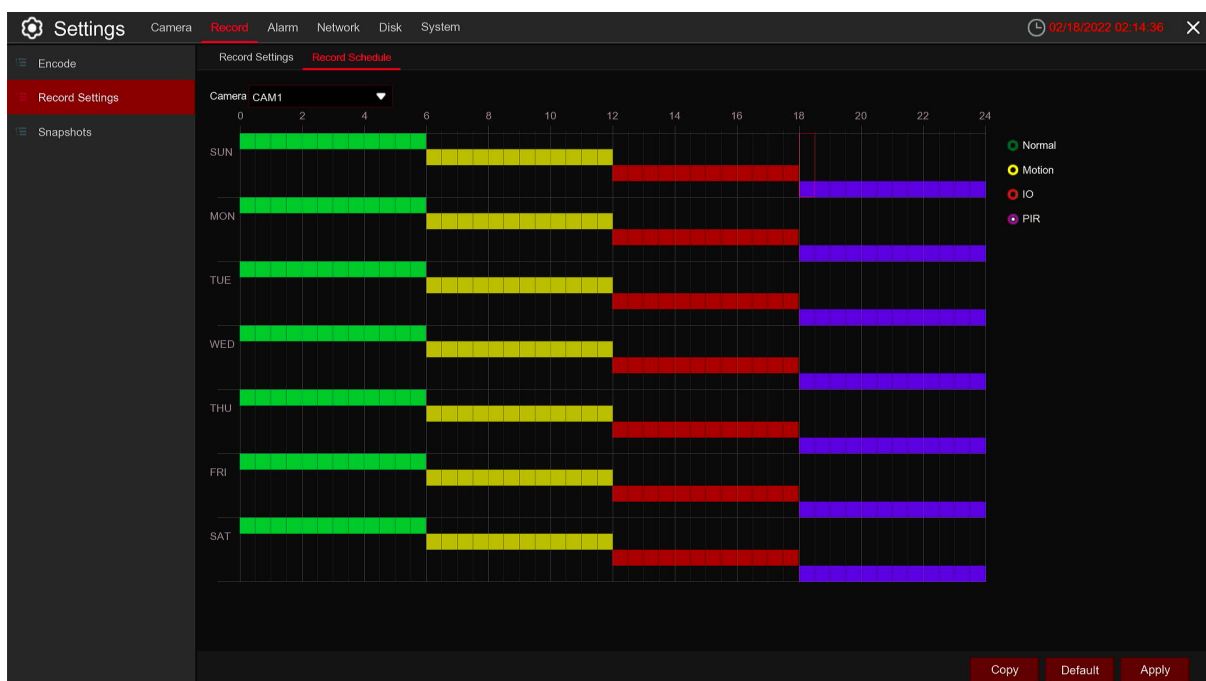 Settings Camera Record Alarm Network Disk System 02/18/2022 02:14:36
Encode
Record Settings
Snapshots
Record Settings Record Schedule
Camera CAM1
0 2 4 6 8 10 12 14 16 18 20 22 24
SUN
MON
TUE
WED
THU
FRI
SAT
Normal
Motion
IO
PIR
Copy Default Apply